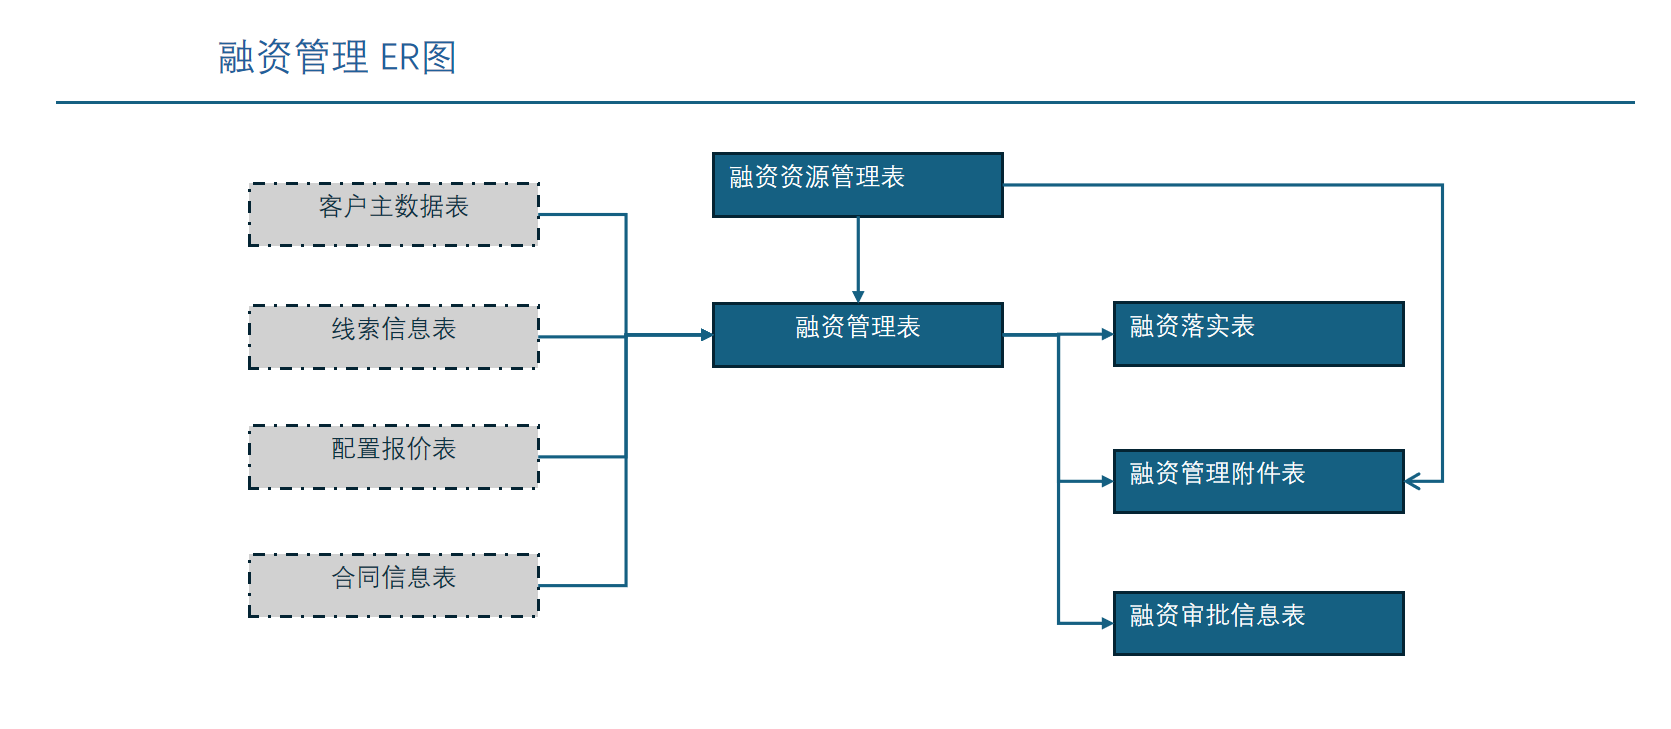 融资管理 ER图
客户主数据表
线索信息表
配置报价表
合同信息表
融资资源管理表
融资管理表
融资落实表
融资管理附件表
融资审批信息表